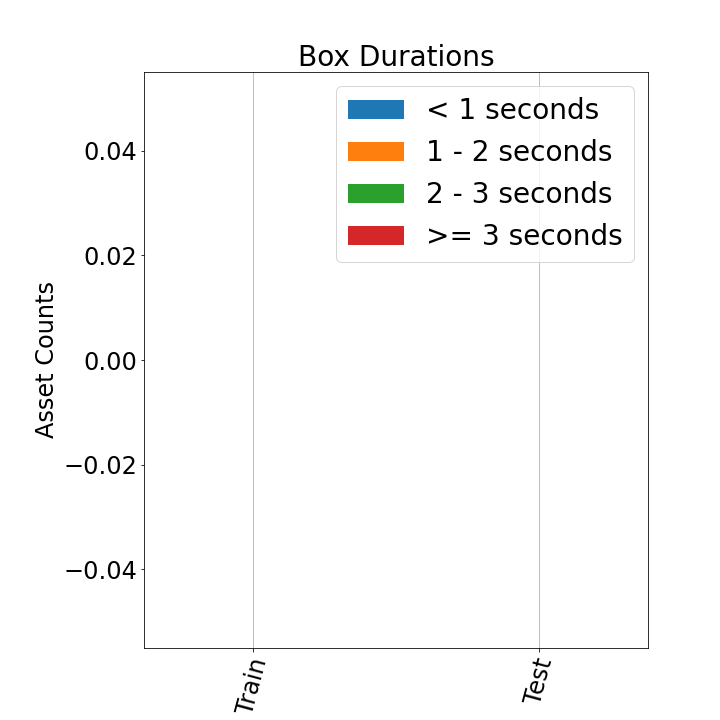 Box Durations
< 1 seconds
1 - 2 seconds
2 - 3 seconds
>= 3 seconds
Asset Counts
0.04
0.02
0.00
−0.02
−0.04
Train
Test